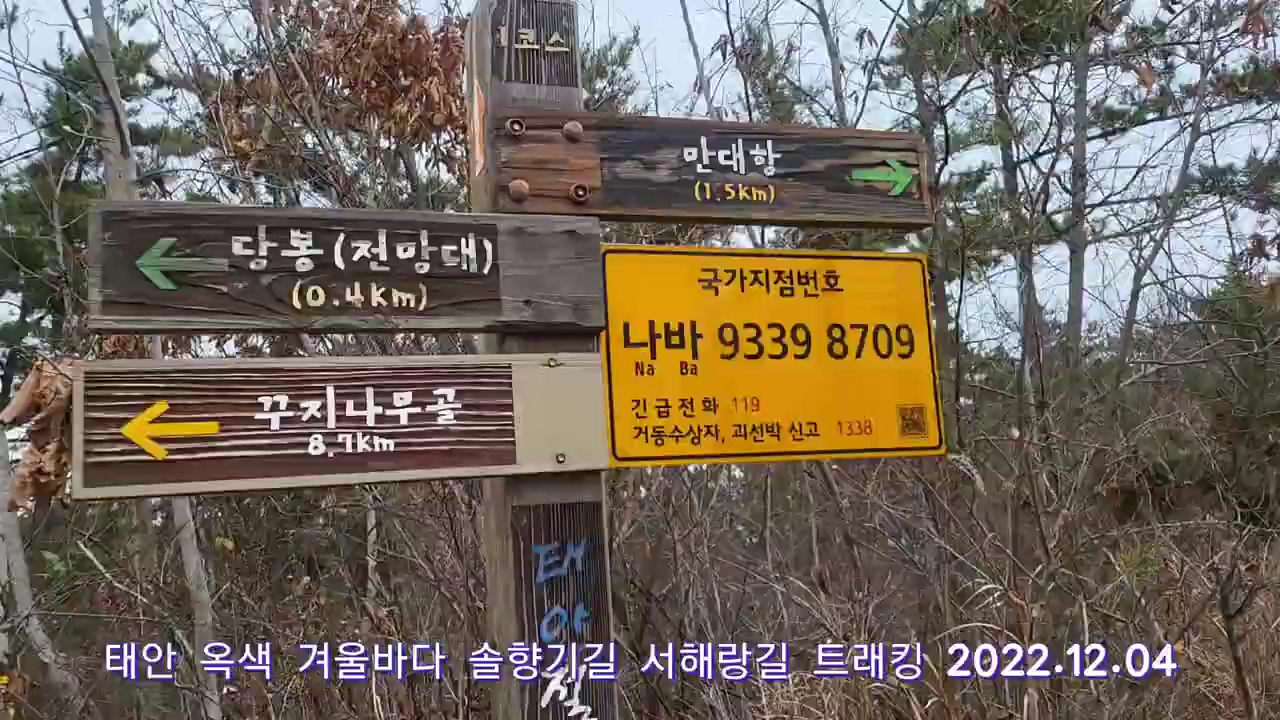 1코스
만대항
(1.5km)
당봉(전망대)
(0.4km)
국가지점번호
나바 9339 8709
Na Ba
긴급전화 119
거동수상자, 괴선박 신고 1338
꾸지나무골
8.7km
태안 옥색 겨울바다 솔향기길 서해랑길 트래킹 2022.12.04